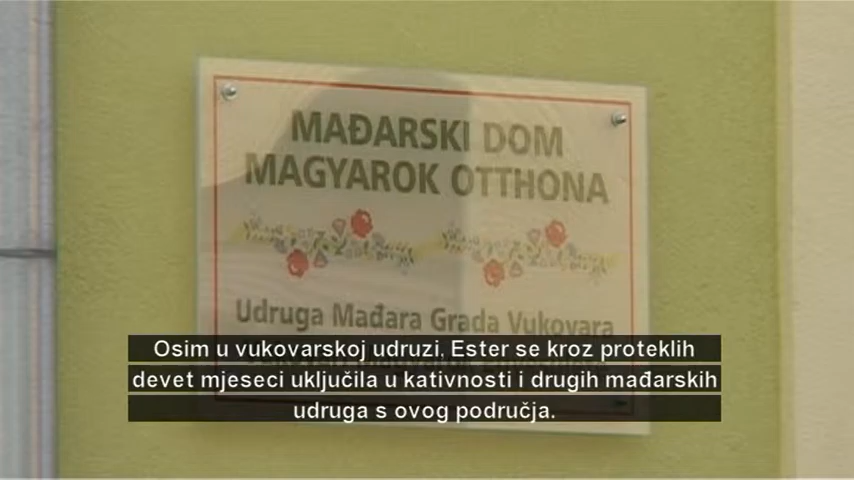 MAĐARSKI DOM
MAGYAROK OTTHONA
Udruga Mađara Grada Vukovara
Osim u vukovarskoj udruzi, Ester se kroz proteklih
devet mjeseci uključila u kativnosti i drugih mađarskih
udruga s ovog područja.